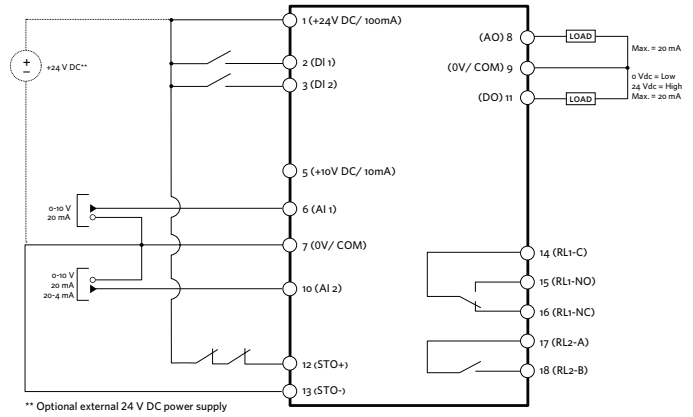 1 (+24V DC/ 100mA)
+24 V DC**
+
−
2 (DI 1)
3 (DI 2)
5 (+10V DC/ 10mA)
0-10 V
20 mA
6 (AI 1)
7 (0V/ COM)
0-10 V
20 mA
20-4 mA
10 (AI 2)
12 (STO+)
13 (STO-)
** Optional external 24 V DC power supply
(AO) 8
LOAD
Max. = 20 mA
(0V/ COM) 9
0 Vdc = Low
24 Vdc = High
Max. = 20 mA
(DO) 11
LOAD
14 (RL1-C)
15 (RL1-NO)
16 (RL1-NC)
17 (RL2-A)
18 (RL2-B)